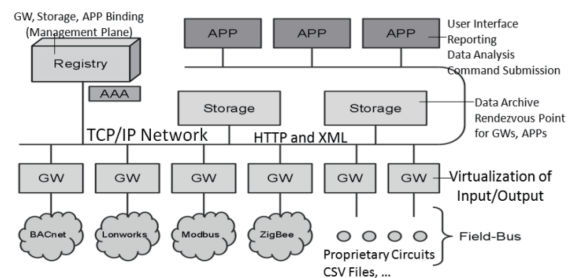 GW, Storage, APP Binding
(Management Plane)
Registry
AAA
APP
APP
APP
User Interface
Reporting
Data Analysis
Command Submission
Storage
Storage
Data Archive
Rendezvous Point
for GWs, APPs
TCP/IP Network
HTTP and XML
GW
GW
GW
GW
GW
GW
Virtualization of
Input/Output
BACnet
Lonworks
Modbus
ZigBee
Proprietary Circuits
CSV Files, ...
Field-Bus